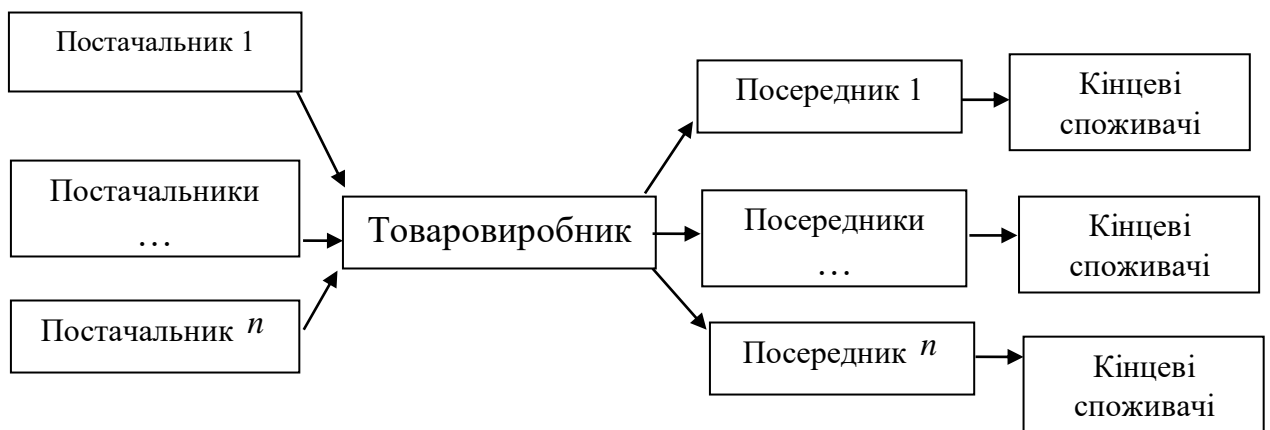 Постачальник 1
Постачальники
…
Постачальник n
Товаровиробник
Посередник 1
Посередники
…
Посередник n
Кінцеві
споживачі
Кінцеві
споживачі
Кінцеві
споживачі